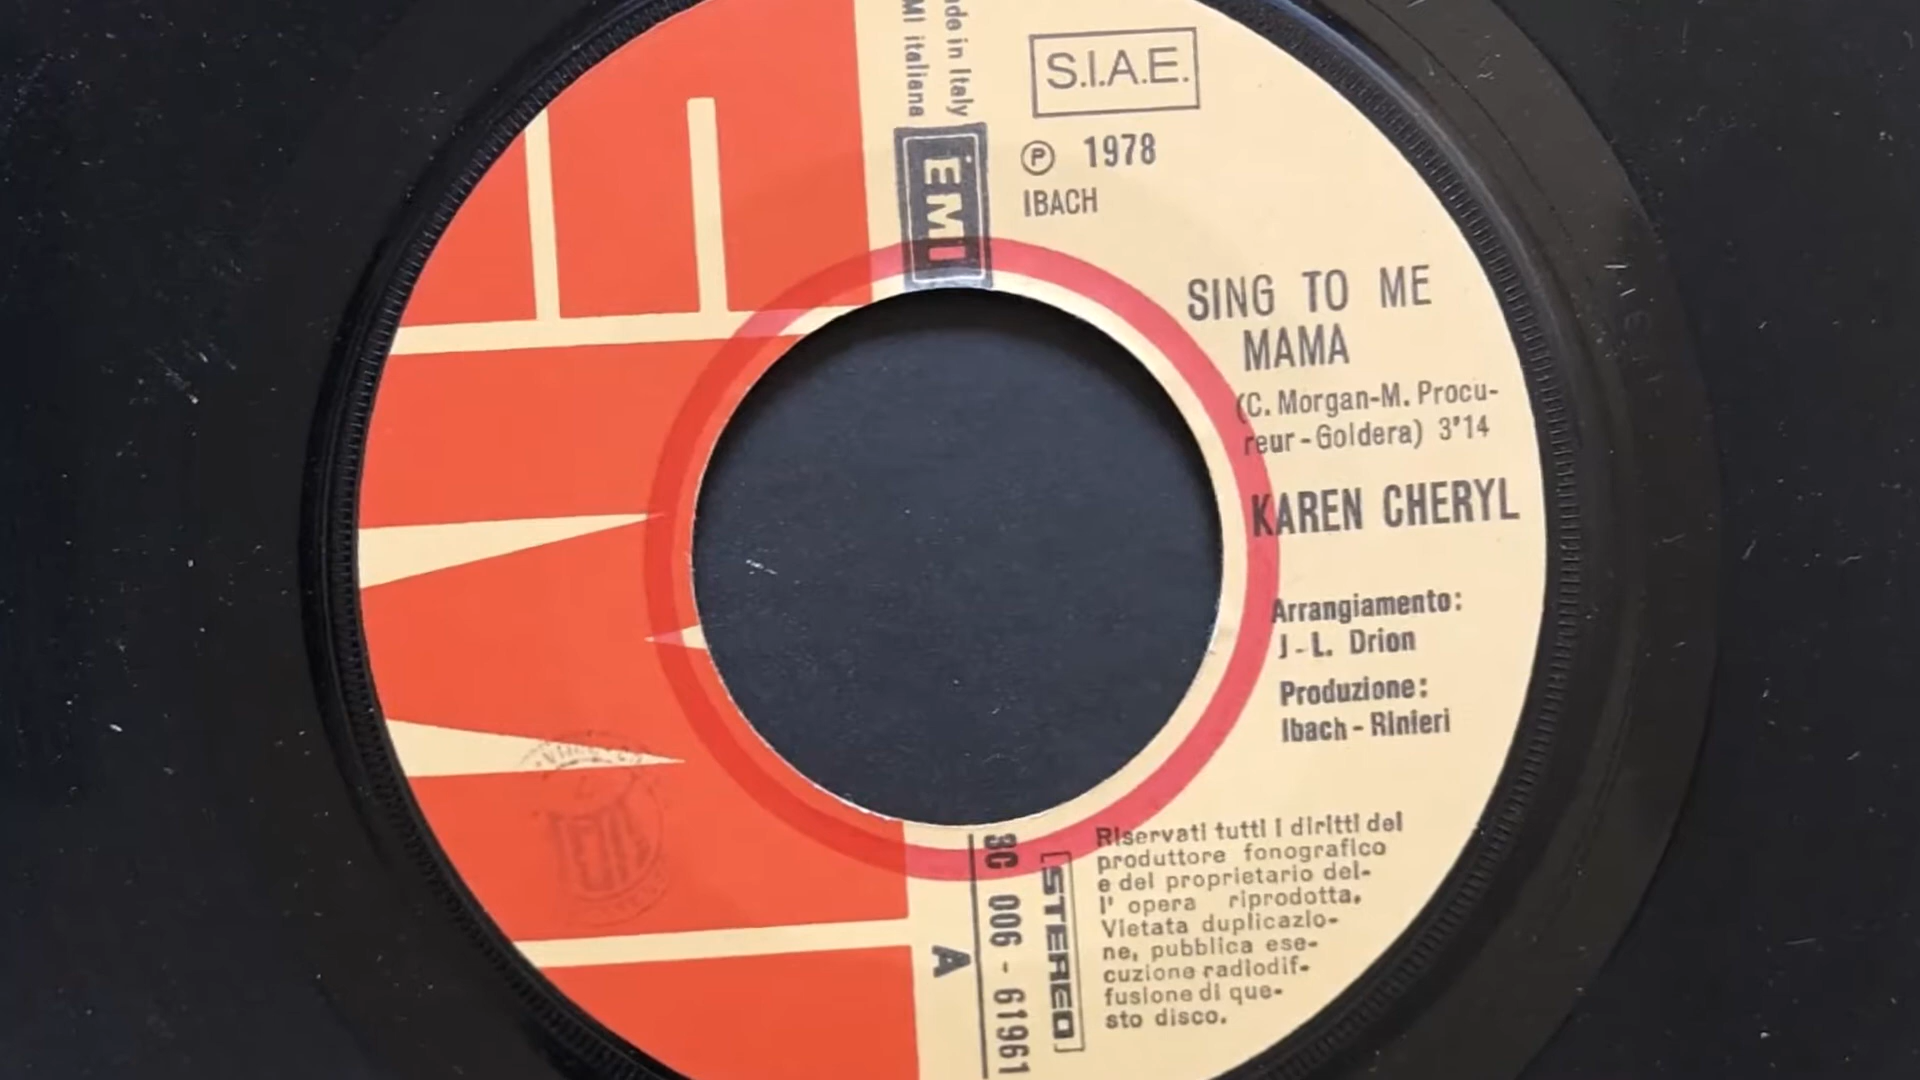 S.I.A.E.
Ⓟ 1978
IBACH
italiana
in Italy
EMI
SING TO ME
MAMA
(C. Morgan-M. Procu-
reur-Goldera) 3'14
KAREN CHERYL
Arrangiamento:
J-L. Drion
Produzione:
Ibach-Rinieri
Riservati tutti i diritti del
produttore fonografico
e del proprietario del-
l' opera riprodotta.
Vietata duplicazio-
ne, pubblica ese-
cuzione radiodif-
fusione di que-
sto disco.
[STEREO]
3C 006-61961
A